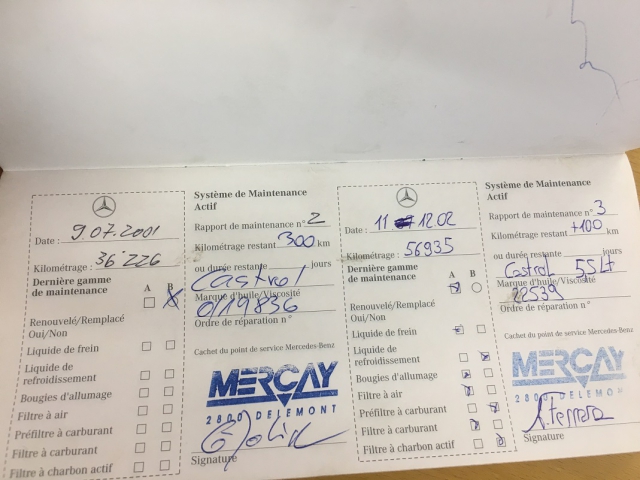 Système de Maintenance
Actif
Date : 9.07.2001
Rapport de maintenance n° 2
Kilométrage restant 300 km
Kilométrage : 36'226
ou durée restante jours
Dernière gamme
de maintenance
A B
Castrol
Marque d'huile/Viscosité
0/19836
Ordre de réparation n°
Renouvelé/Remplacé
Oui/Non
Liquide de frein
Cachet du point de service Mercedes-Benz
Liquide de
refroidissement
Bougies d'allumage
Filtre à air
Préfiltre à carburant
Filtre à carburant
Filtre à charbon actif
MERCAY
2800 DELEMONT
Signature
Système de Maintenance
Actif
Date : 11 12.02
Rapport de maintenance n° 3
Kilométrage restant +100 km
Kilométrage : 56935
ou durée restante jours
Dernière gamme
de maintenance
A B
Castrol
Marque d'huile/Viscosité
22539
Ordre de réparation n°
Renouvelé/Remplacé
Oui/Non
Liquide de frein
Cachet du point de service Mercedes-Benz
Liquide de
refroidissement
Bougies d'allumage
Filtre à air
Préfiltre à carburant
Filtre à carburant
Filtre à charbon actif
MERCAY
2800 DELEMONT
A. Ferrara
Signature